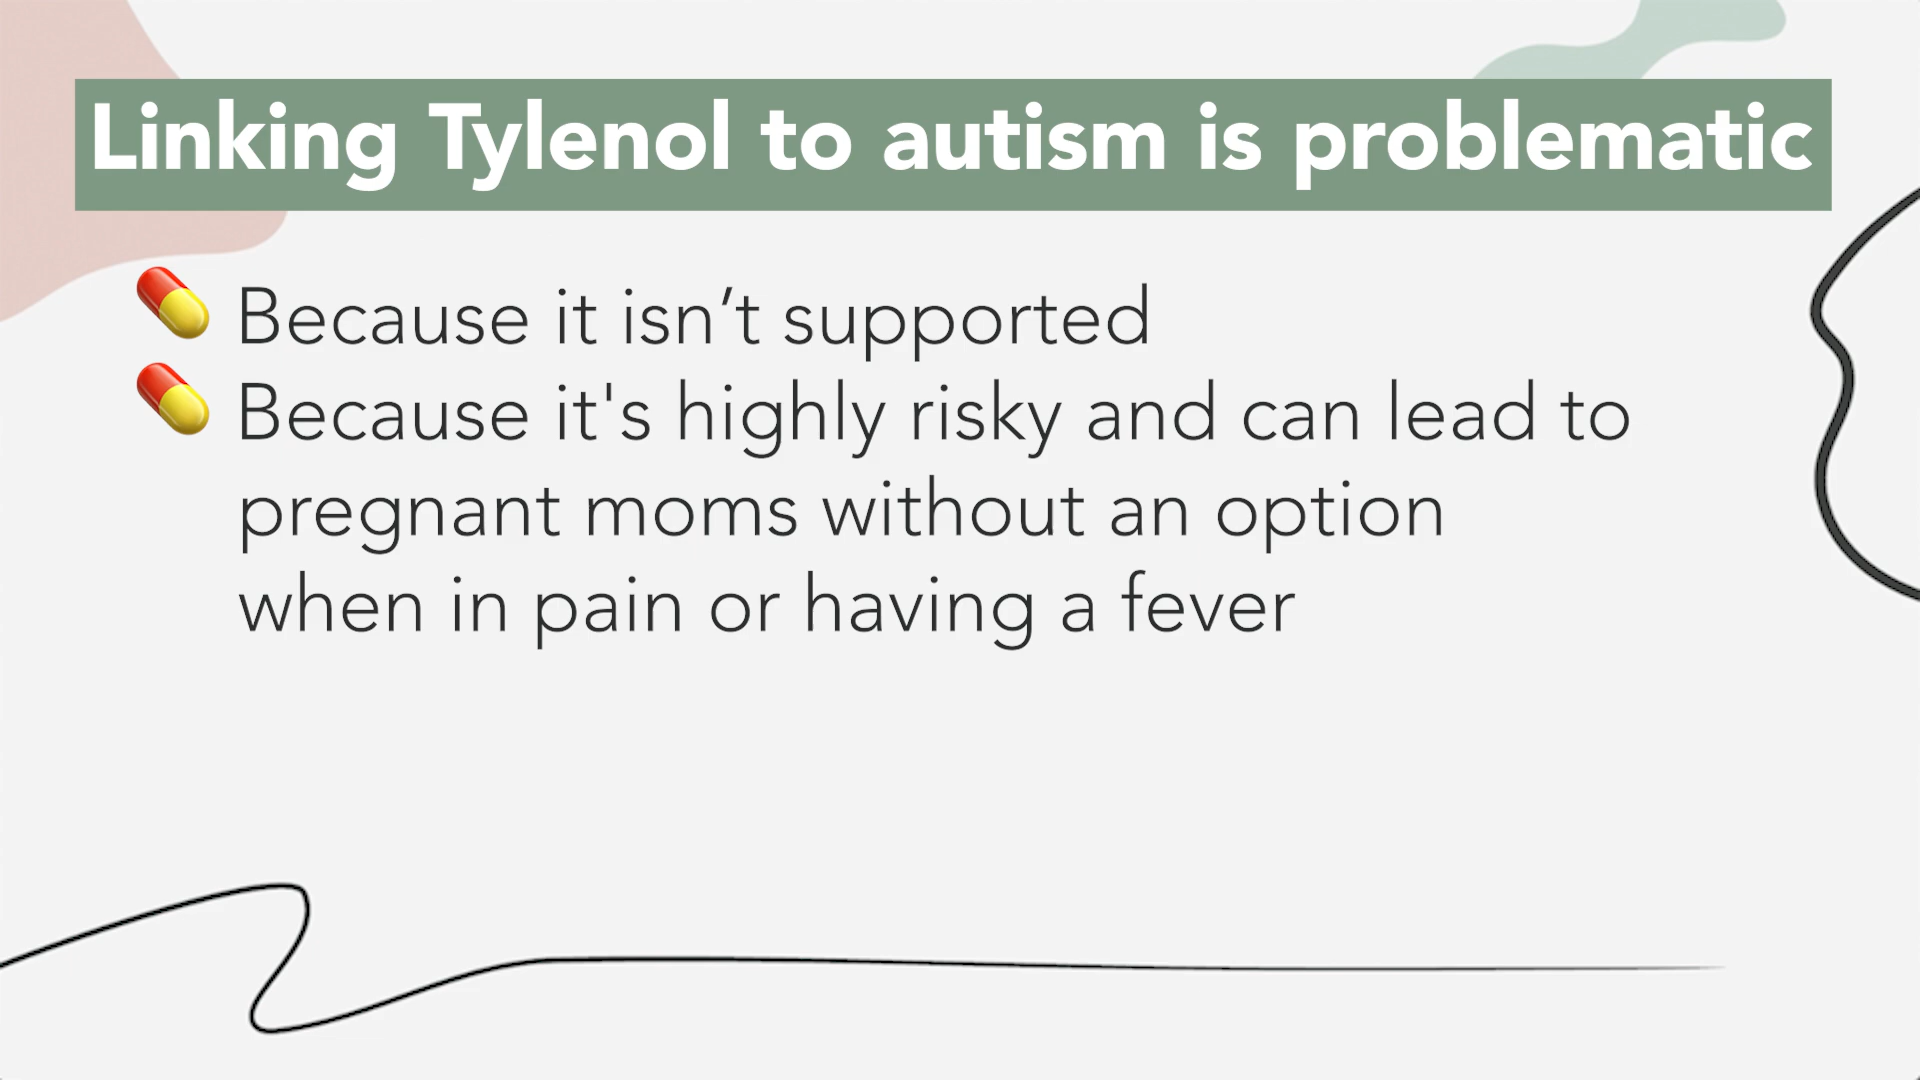 Linking Tylenol to autism is problematic
Because it isn’t supported
Because it's highly risky and can lead to
pregnant moms without an option
when in pain or having a fever